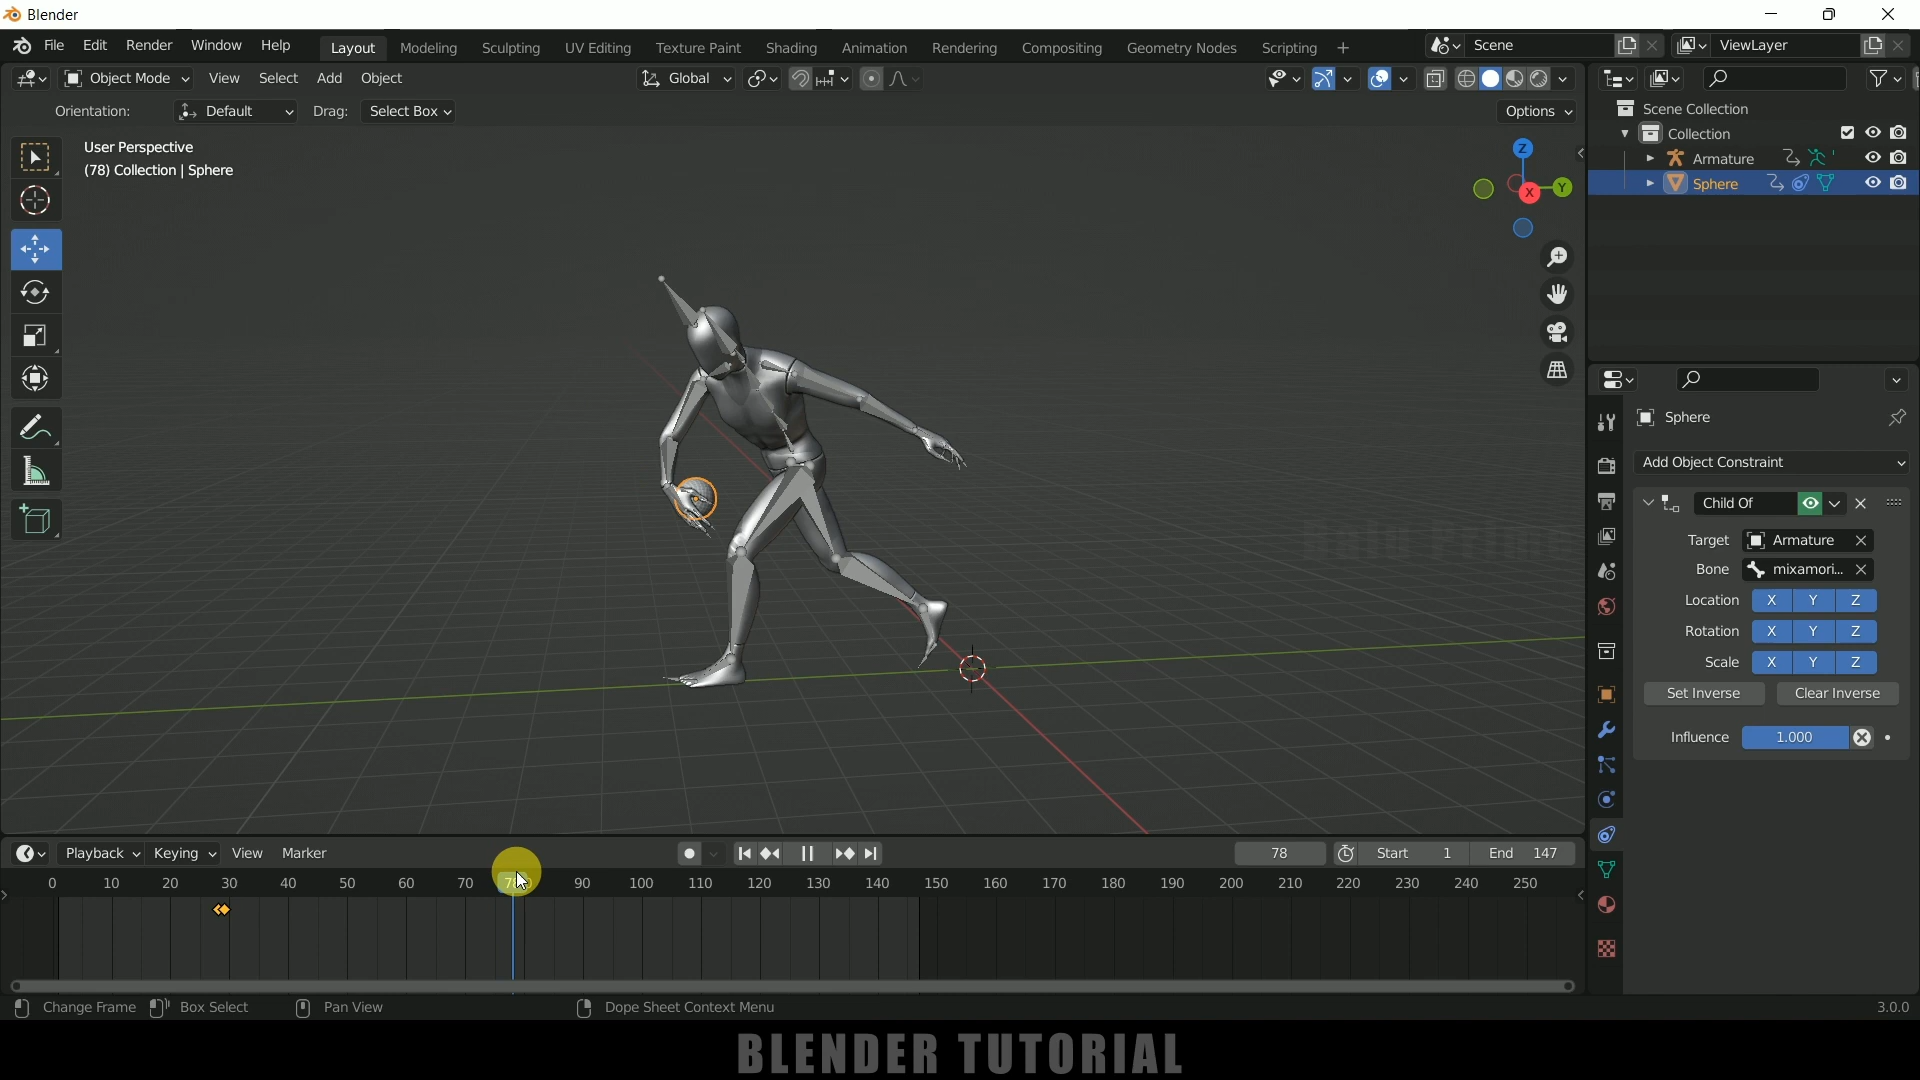 Blender
File Edit Render Window Help Layout Modeling Sculpting UV Editing Texture Paint Shading Animation Rendering Compositing Geometry Nodes Scripting + Scene ViewLayer
Object Mode View Select Add Object Global
Orientation: Default Drag: Select Box Options
User Perspective
(78) Collection | Sphere
Z
Y
X
Scene Collection
Collection
Armature
Sphere
Sphere
Add Object Constraint
Child Of
Target Armature
Bone mixamori...
Location X Y Z
Rotation X Y Z
Scale X Y Z
Set Inverse Clear Inverse
Influence 1.000
Playback Keying View Marker 78 Start 1 End 147
0 10 20 30 40 50 60 70 78 90 100 110 120 130 140 150 160 170 180 190 200 210 220 230 240 250
Change Frame Box Select Pan View Dope Sheet Context Menu 3.0.0
BLENDER TUTORIAL